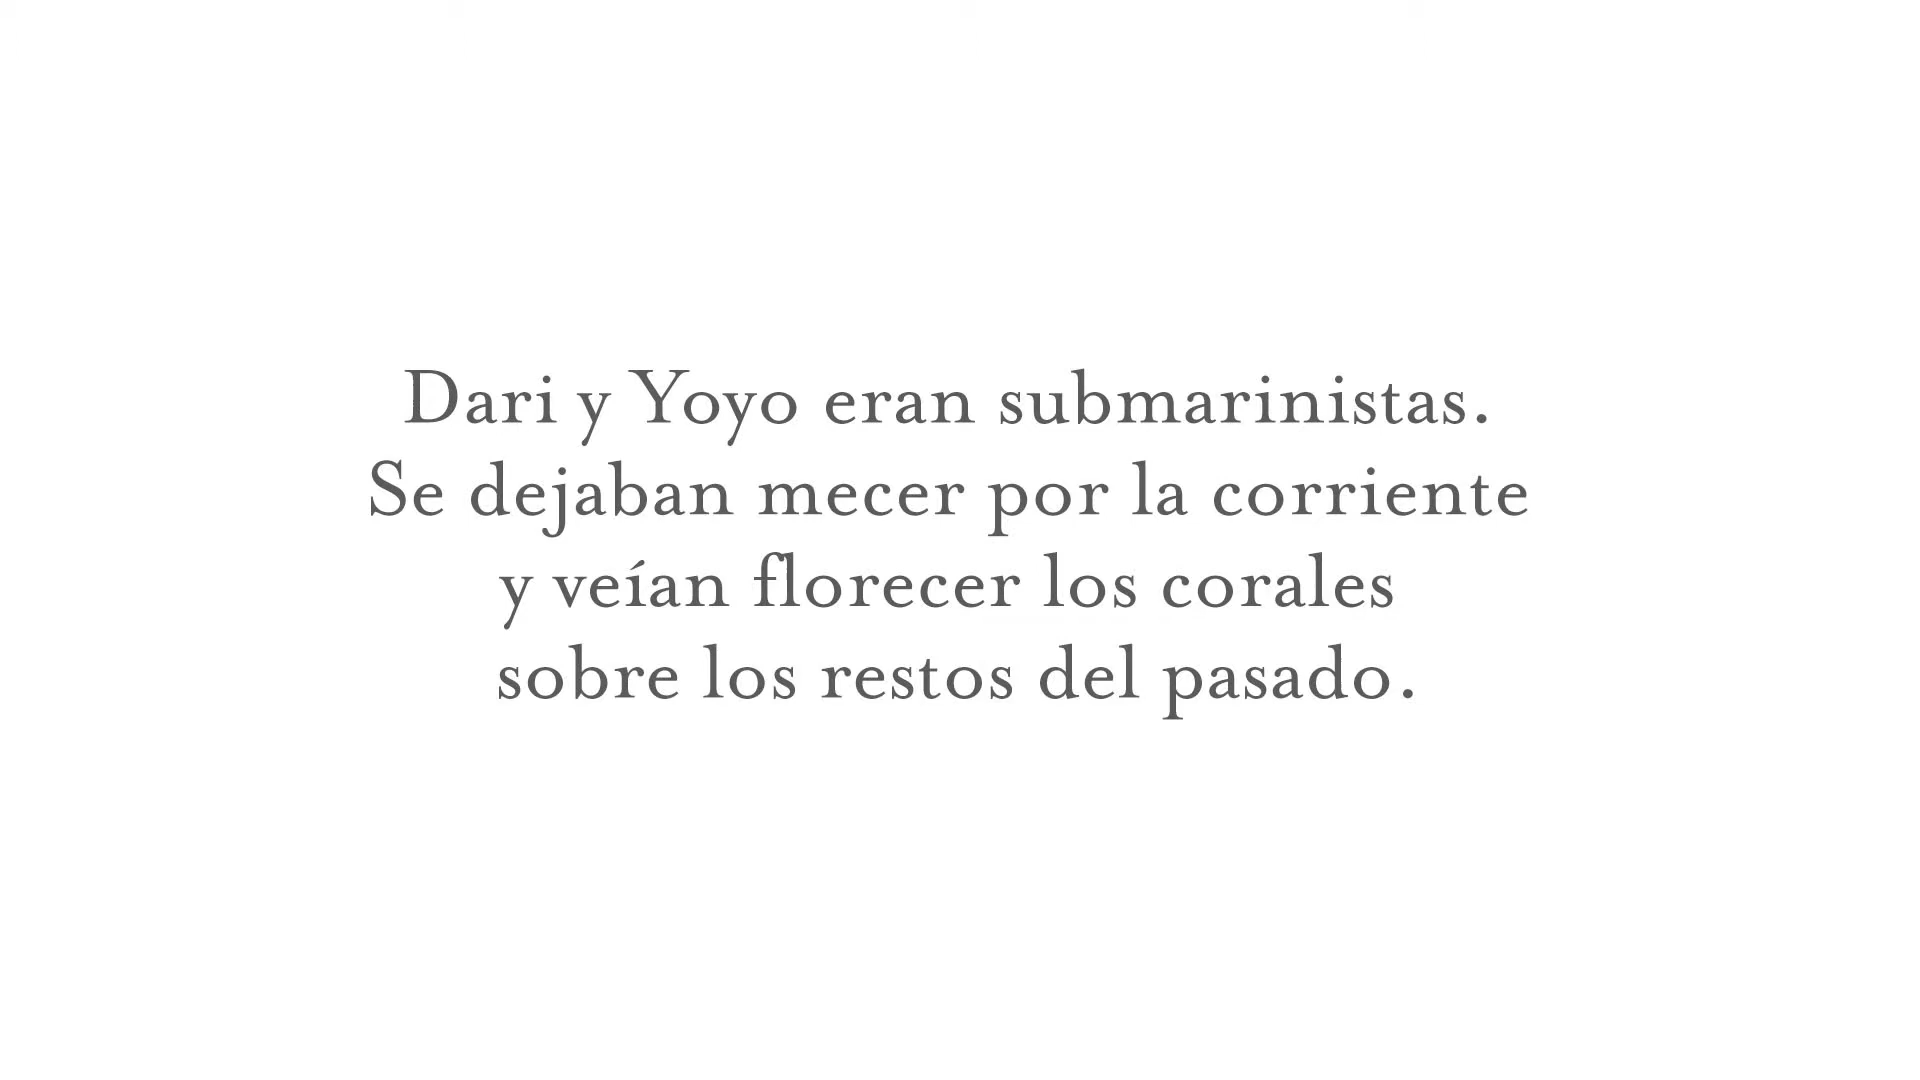 Dari y Yoyo eran submarinistas.
Se dejaban mecer por la corriente
y veían florecer los corales
sobre los restos del pasado.